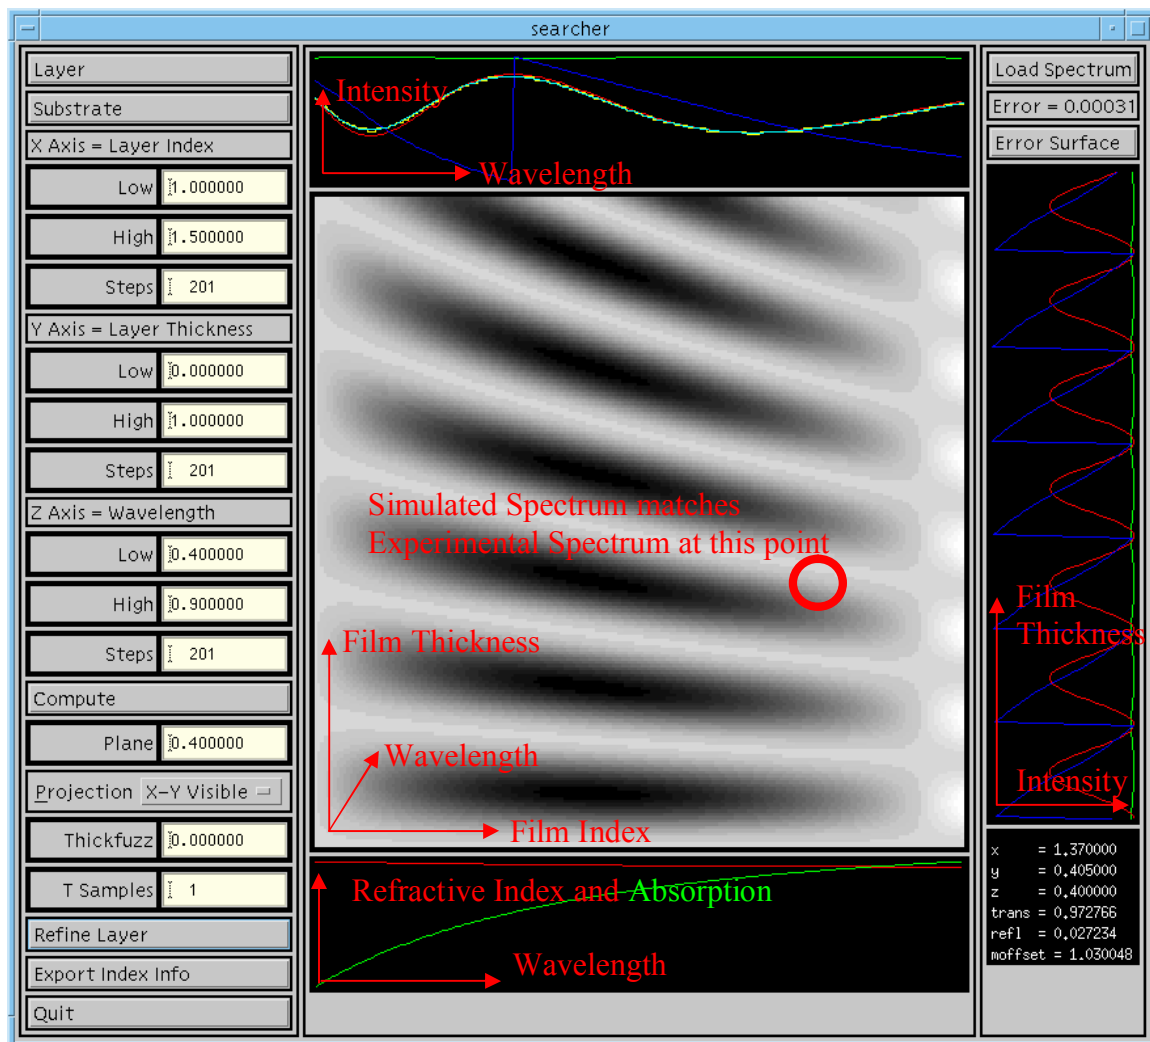 searcher
Layer
Substrate
X Axis = Layer Index
Low 1.000000
High 1.500000
Steps 201
Y Axis = Layer Thickness
Low 0.000000
High 1.000000
Steps 201
Z Axis = Wavelength
Low 0.400000
High 0.900000
Steps 201
Compute
Plane 0.400000
Projection X-Y Visible
Thickfuzz 0.000000
T Samples 1
Refine Layer
Export Index Info
Quit
Intensity
Wavelength
Simulated Spectrum matches
Experimental Spectrum at this point
Film Thickness
Wavelength
Film Index
Refractive Index and Absorption
Wavelength
Load Spectrum
Error = 0.00031
Error Surface
Film
Thickness
Intensity
x = 1.370000
y = 0.405000
z = 0.400000
trans = 0.972766
refl = 0.027234
moffset = 1.030048